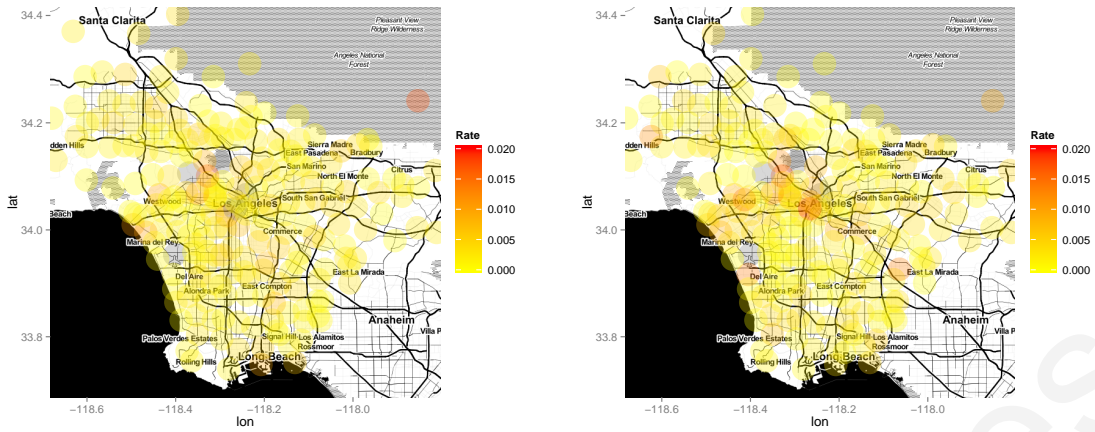 34.4
34.2
34.0
33.8
lat
−118.6
−118.4
−118.2
−118.0
lon
Santa Clarita
Pleasant View
Ridge Wilderness
Angeles National
Forest
dden Hills
Sierra Madre
East Pasadena
Bradbury
San Marino
Citrus
North El Monte
Westwood
Los Angeles
South San Gabriel
Beach
Commerce
Marina del Rey
East La Mirada
Del Aire
East Compton
Alondra Park
Anaheim
Villa P
Palos Verdes Estates
Signal Hill
Los Alamitos
Rossmoor
Long Beach
Rolling Hills
Rate
0.020
0.015
0.010
0.005
0.000
34.4
34.2
34.0
33.8
lat
−118.6
−118.4
−118.2
−118.0
lon
Santa Clarita
Pleasant View
Ridge Wilderness
Angeles National
Forest
dden Hills
Sierra Madre
East Pasadena
Bradbury
San Marino
Citrus
North El Monte
Westwood
Los Angeles
South San Gabriel
Beach
Commerce
Marina del Rey
East La Mirada
Del Aire
East Compton
Alondra Park
Anaheim
Villa P
Palos Verdes Estates
Signal Hill
Los Alamitos
Rossmoor
Long Beach
Rolling Hills
Rate
0.020
0.015
0.010
0.005
0.000